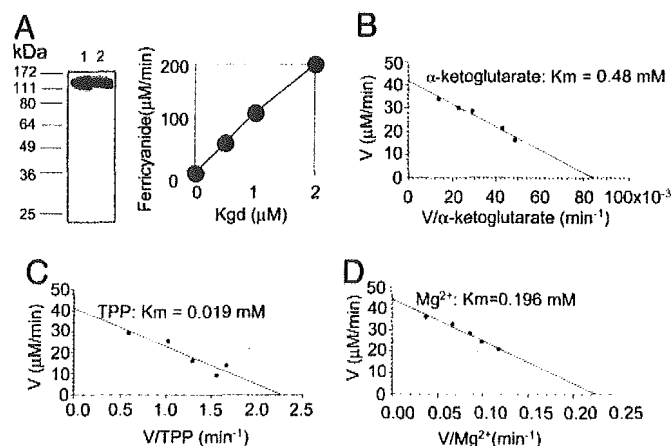 A
kDa
1 2
172
111
80
64
49
36
25
Ferricyanide(μM/min)
200
100
0
0 1 2
Kgd (μM)
B
α-ketoglutarate: Km = 0.48 mM
V (μM/min)
50
40
30
20
10
0
0 20 40 60 80 100x10-3
V/α-ketoglutarate (min-1)
C
TPP: Km = 0.019 mM
V (μM/min)
50
40
30
20
10
0
0.0 0.5 1.0 1.5 2.0 2.5
V/TPP (min-1)
D
Mg2+: Km=0.196 mM
V (μM/min)
50
40
30
20
10
0
0.00 0.05 0.10 0.15 0.20 0.25
V/Mg2+(min-1)